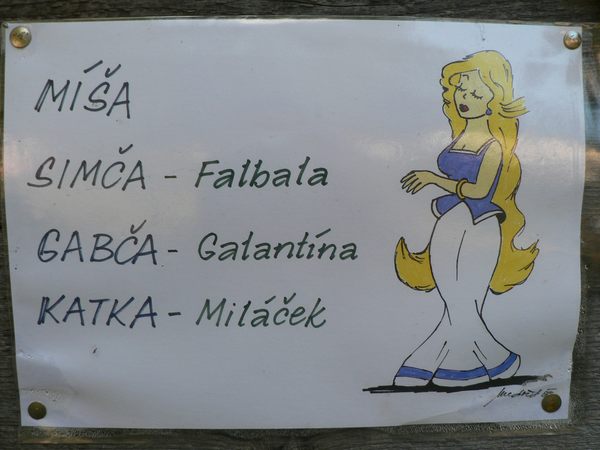 MÍŠA
SIMČA - Falbala
GABČA - Galantína
KATKA - Miláček